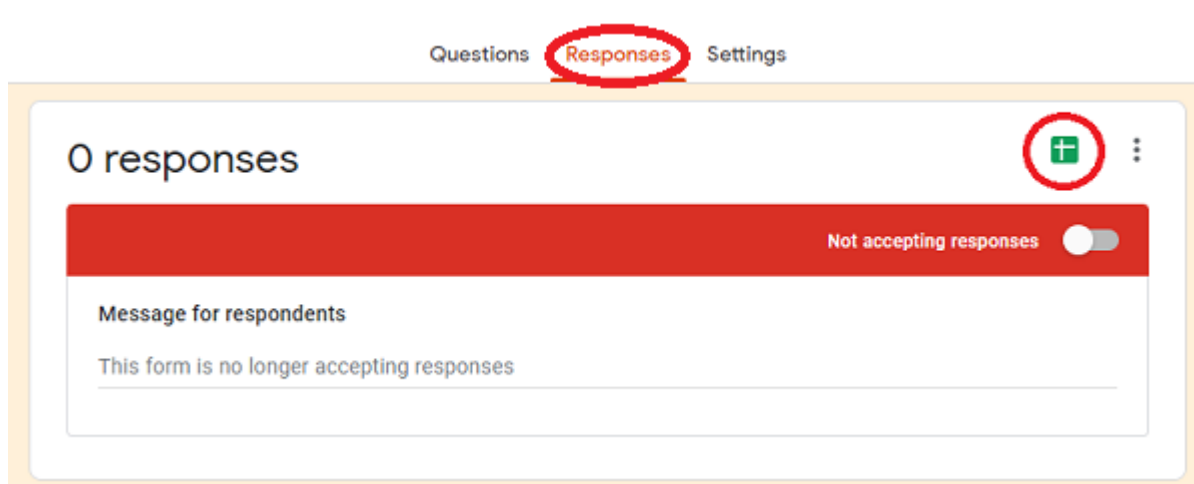 Questions Responses Settings
0 responses
Not accepting responses
Message for respondents
This form is no longer accepting responses